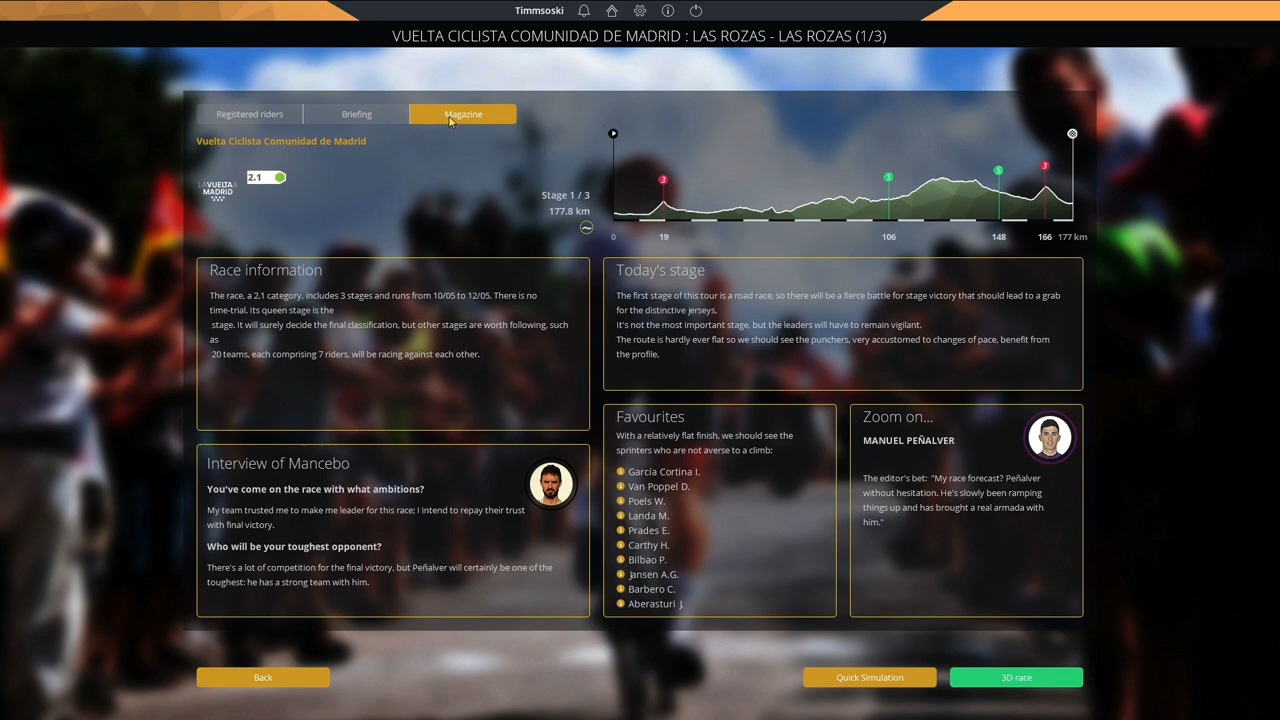 Timmsoski
VUELTA CICLISTA COMUNIDAD DE MADRID : LAS ROZAS - LAS ROZAS (1/3)
Registered riders
Briefing
Magazine
Vuelta Ciclista Comunidad de Madrid
LAVUELTA
MADRID
2.1
Stage 1 / 3
177.8 km
3
S
S
3
0
19
106
148
166
177 km
Race information
The race, a 2.1 category, includes 3 stages and runs from 10/05 to 12/05. There is no
time-trial. Its queen stage is the
stage. It will surely decide the final classification, but other stages are worth following, such
as
20 teams, each comprising 7 riders, will be racing against each other.
Today's stage
The first stage of this tour is a road race, so there will be a fierce battle for stage victory that should lead to a grab
for the distinctive jerseys.
It's not the most important stage, but the leaders will have to remain vigilant.
The route is hardly ever flat so we should see the punchers, very accustomed to changes of pace, benefit from
the profile.
Interview of Mancebo
You've come on the race with what ambitions?
My team trusted me to make me leader for this race; I intend to repay their trust
with final victory.
Who will be your toughest opponent?
There's a lot of competition for the final victory, but Peñalver will certainly be one of the
toughest: he has a strong team with him.
Favourites
With a relatively flat finish, we should see the
sprinters who are not averse to a climb:
García Cortina I.
Van Poppel D.
Poels W.
Landa M.
Prades E.
Carthy H.
Bilbao P.
Jansen A.G.
Barbero C.
Aberasturi J.
Zoom on...
MANUEL PEÑALVER
The editor's bet: "My race forecast? Peñalver
without hesitation. He's slowly been ramping
things up and has brought a real armada with
him."
Back
Quick Simulation
3D race